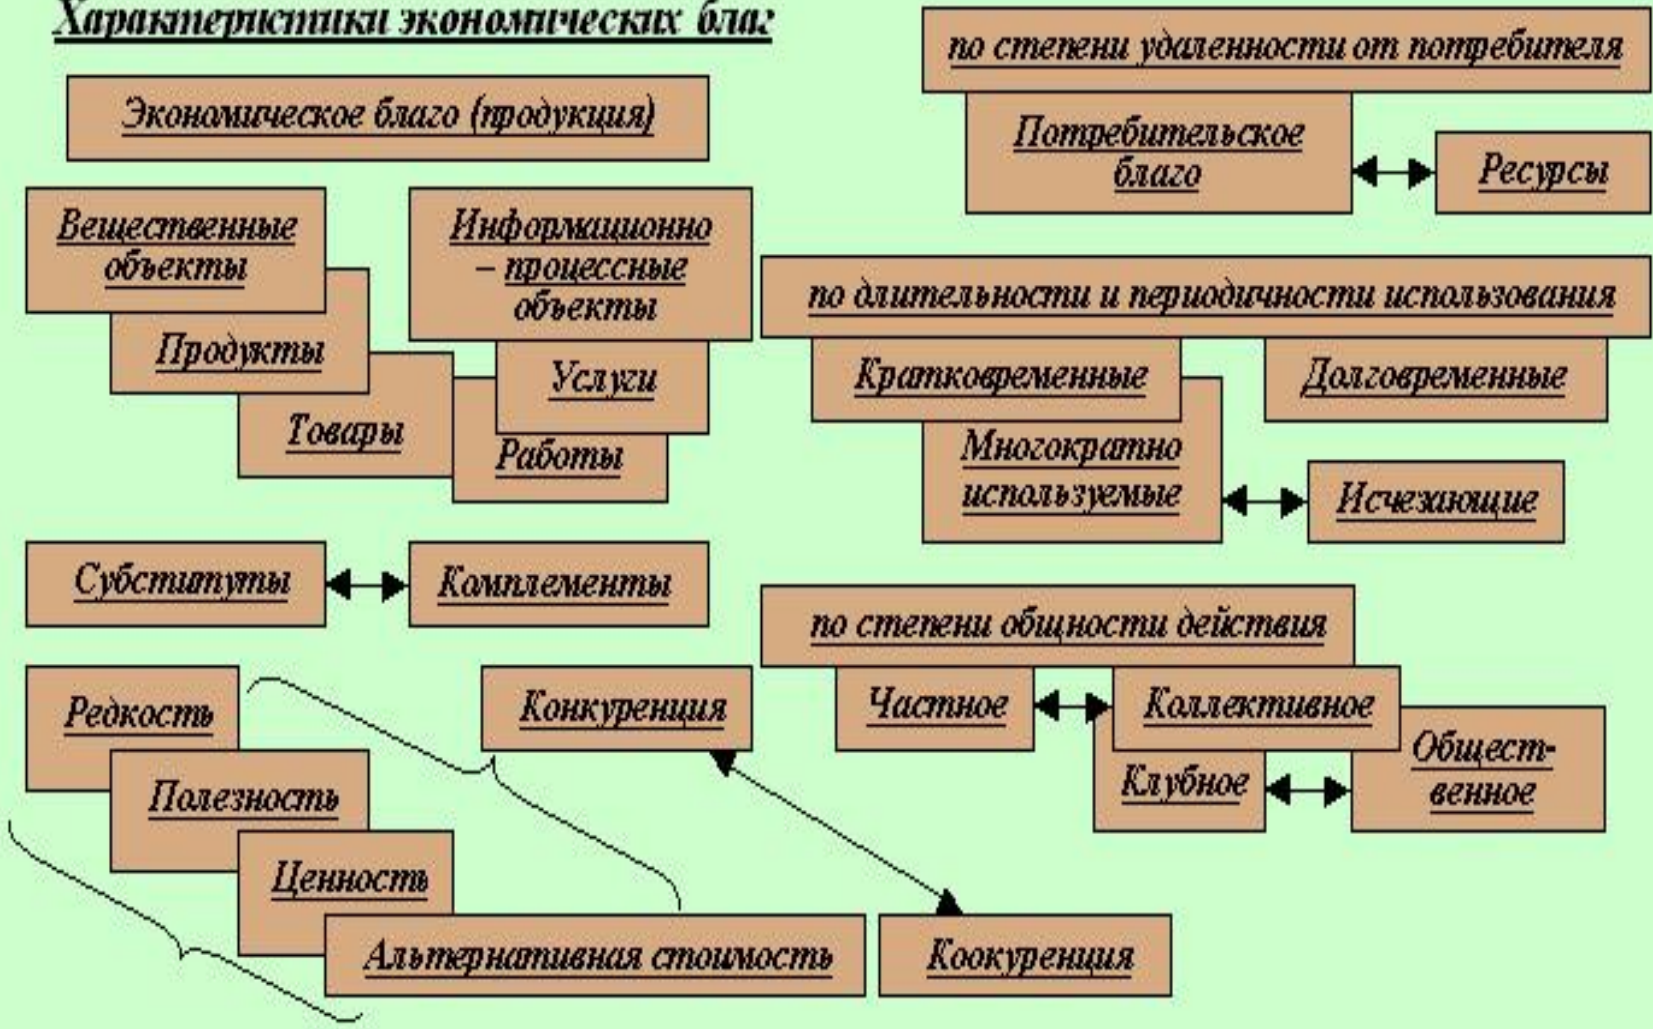 Характеристики экономических благ
Экономическое благо (продукция)
Вещественные
объекты
Продукты
Товары
Информационно
– процессные
объекты
Услуги
Работы
Субституты
Комплементы
Редкость
Полезность
Ценность
Альтернативная стоимость
Конкуренция
Коокуренция
по степени удаленности от потребителя
Потребительское
благо
Ресурсы
по длительности и периодичности использования
Кратковременные
Долговременные
Многократно
используемые
Исчезающие
по степени общности действия
Частное
Коллективное
Клубное
Общест-
венное